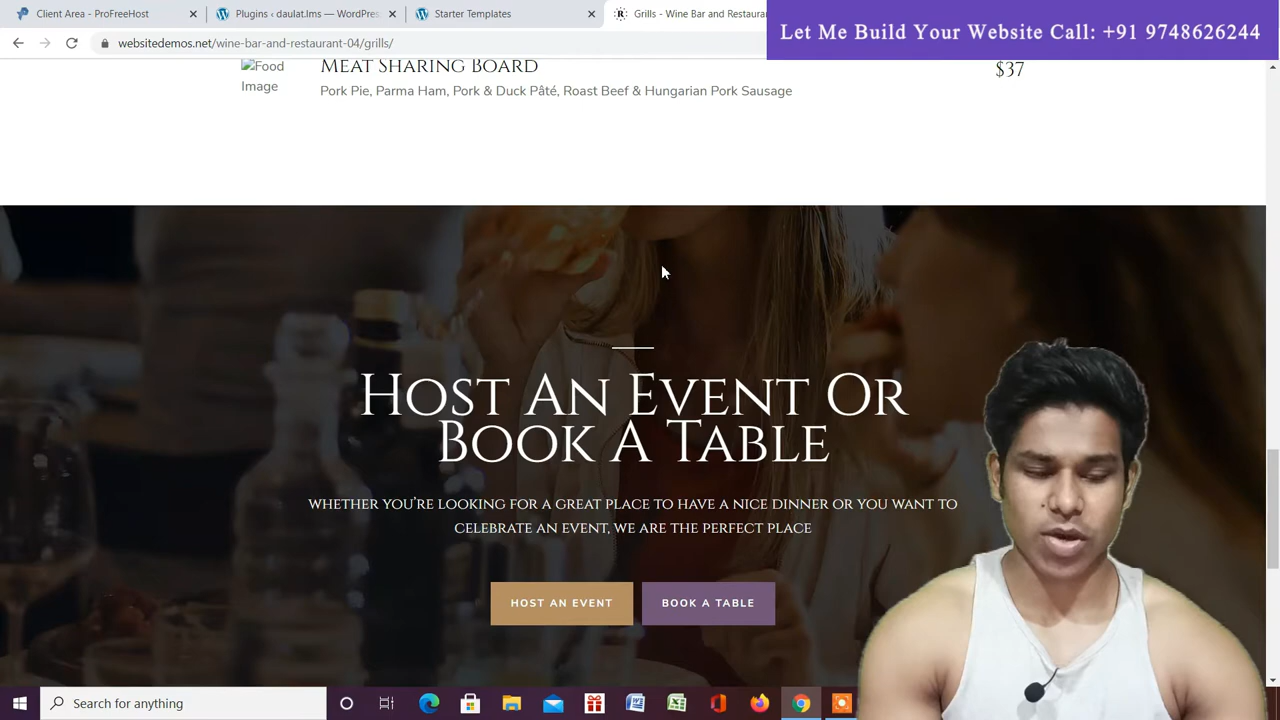 Client Area - ProFreeHost
Plugins ‹ daulat.lms — WordPres
Starter Templates
Grills - Wine Bar and Restaurar
Let Me Build Your Website Call: +91 9748626244
websitedemos.net/wine-bar-and-restaurant-04/grills/
Food Image
Meat Sharing Board
$37
Pork Pie, Parma Ham, Pork & Duck Pâté, Roast Beef & Hungarian Pork Sausage
Host An Event Or
Book A Table
Whether you're looking for a great place to have a nice dinner or you want to
celebrate an event, we are the perfect place
HOST AN EVENT
BOOK A TABLE
Search for anything